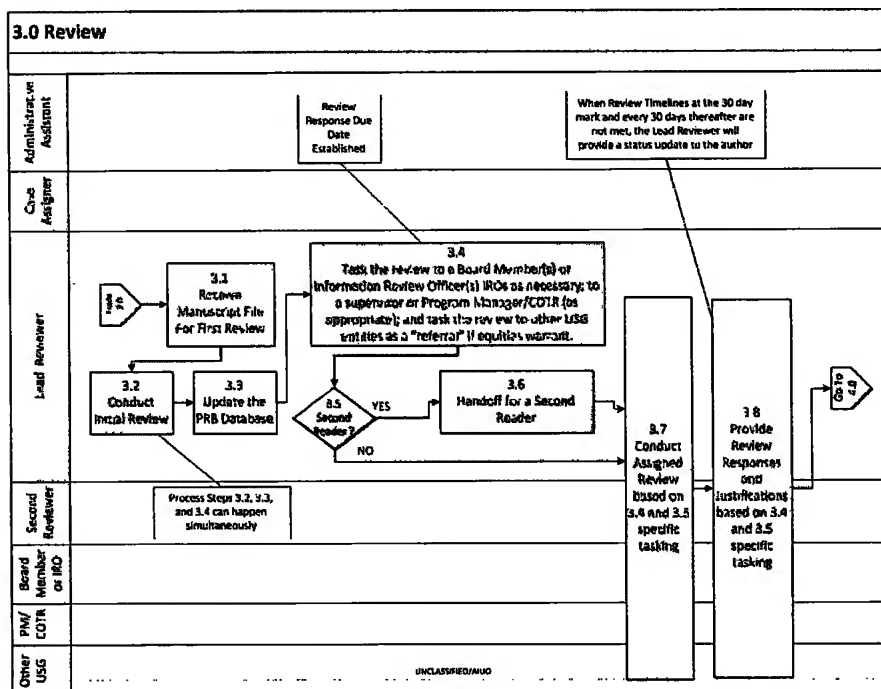 3.0 Review
Administrative
Assistant
Case
Assigner
Lead Reviewer
Second
Reviewer
Board
Member
or IRO
PM/
COTR
Other
USG
Review
Response Due
Date
Established
When Review Timelines at the 30 day
mark and every 30 days thereafter are
not met, the Lead Reviewer will
provide a status update to the author
From
3.1
Receive
Manuscript File
for First Review
3.2
Conduct
Initial Review
3.3
Update the
PRB Database
3.4
Task the review to a Board Member(s) or
Information Review Officer(s) IROs as necessary; to
a supervisor or Program Manager/COTR (as
appropriate); and task the review to other USG
entities as a "referral" if equities warrant.
3.5
Second
Reader?
YES
NO
3.6
Handoff for a Second
Reader
3.7
Conduct
Assigned
Review
based on
3.4 and 3.5
specific
tasking
3.8
Provide
Review
Responses
and
Justifications
based on 3.4
and 3.5
specific
tasking
Go To
4.0
Process Steps 3.2, 3.3,
and 3.4 can happen
simultaneously
UNCLASSIFIED/AIUO